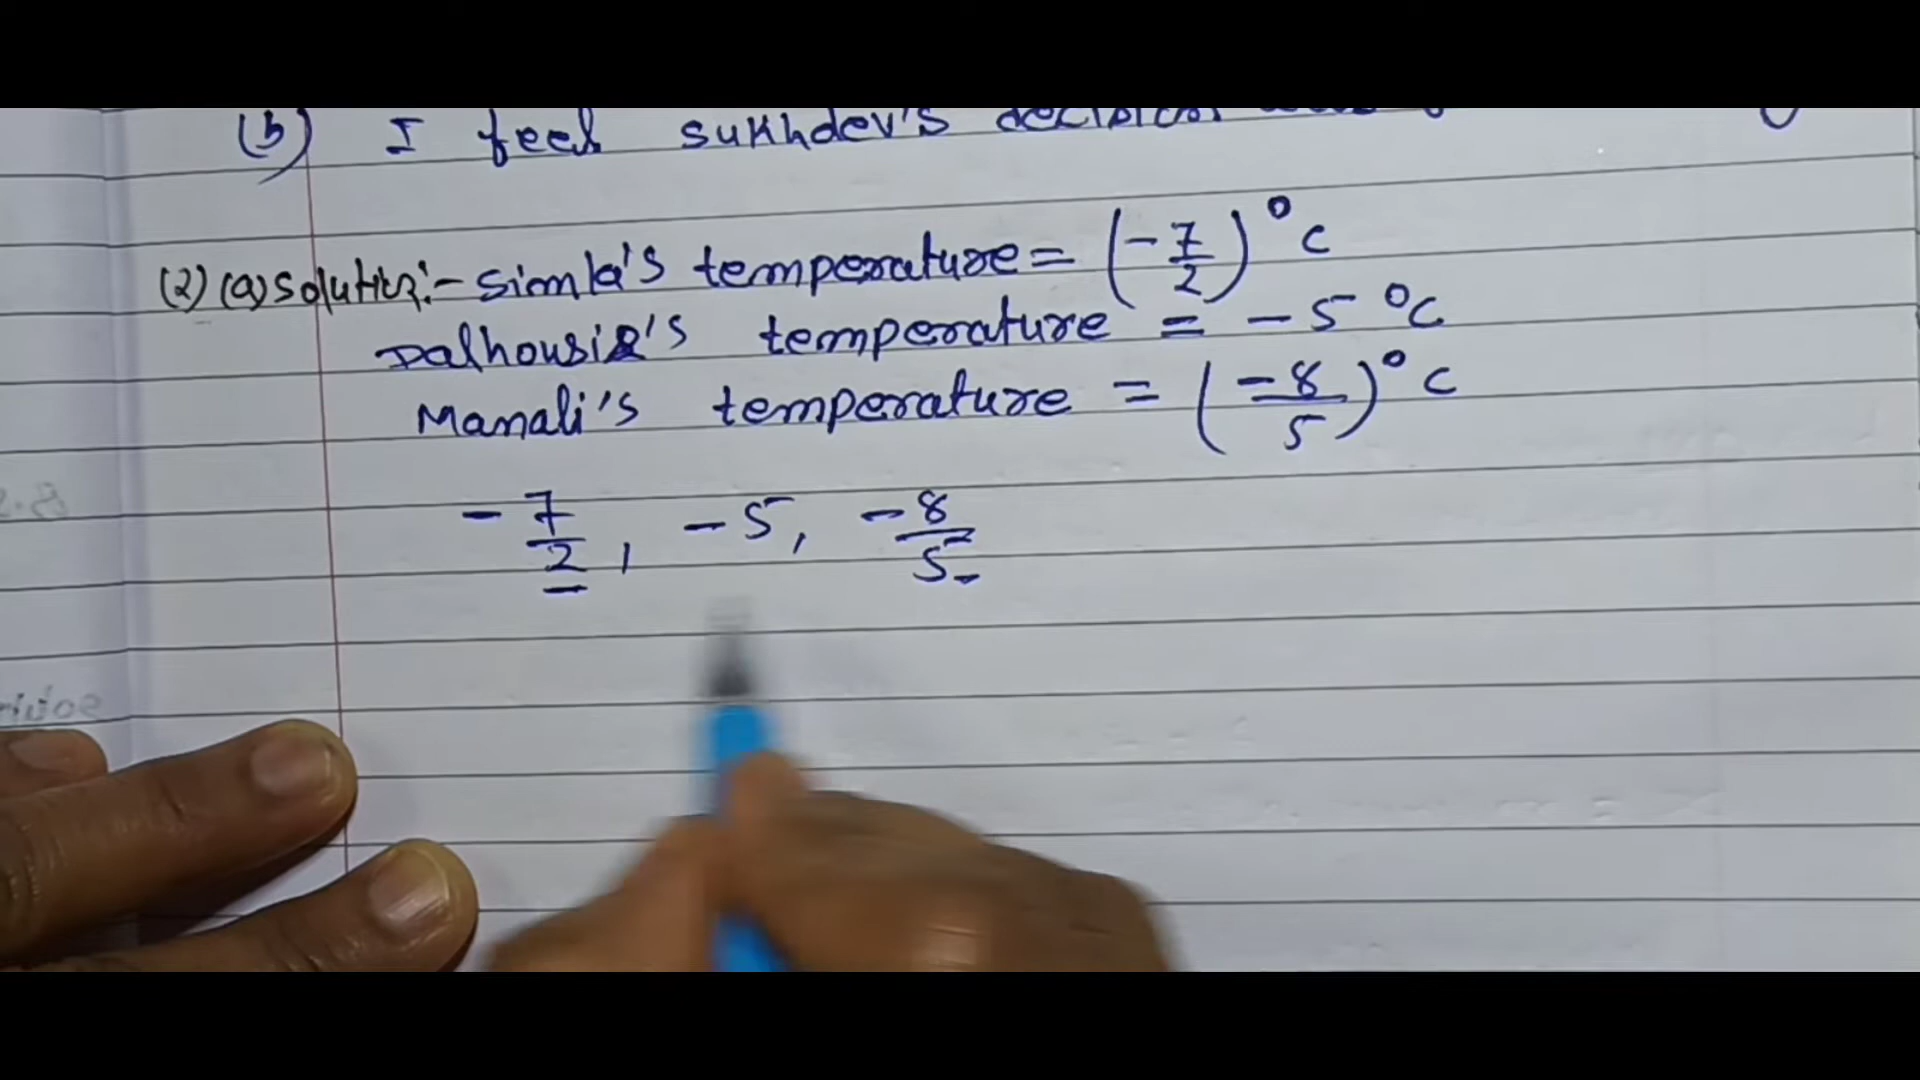 (b) I feel sukhdev's decision
(2) (a) Solution:- Simla's temperature = (-7/2)°C
Dalhousie's temperature = -5 °C
Manali's temperature = (-8/5)°C
-7/2, -5, -8/5